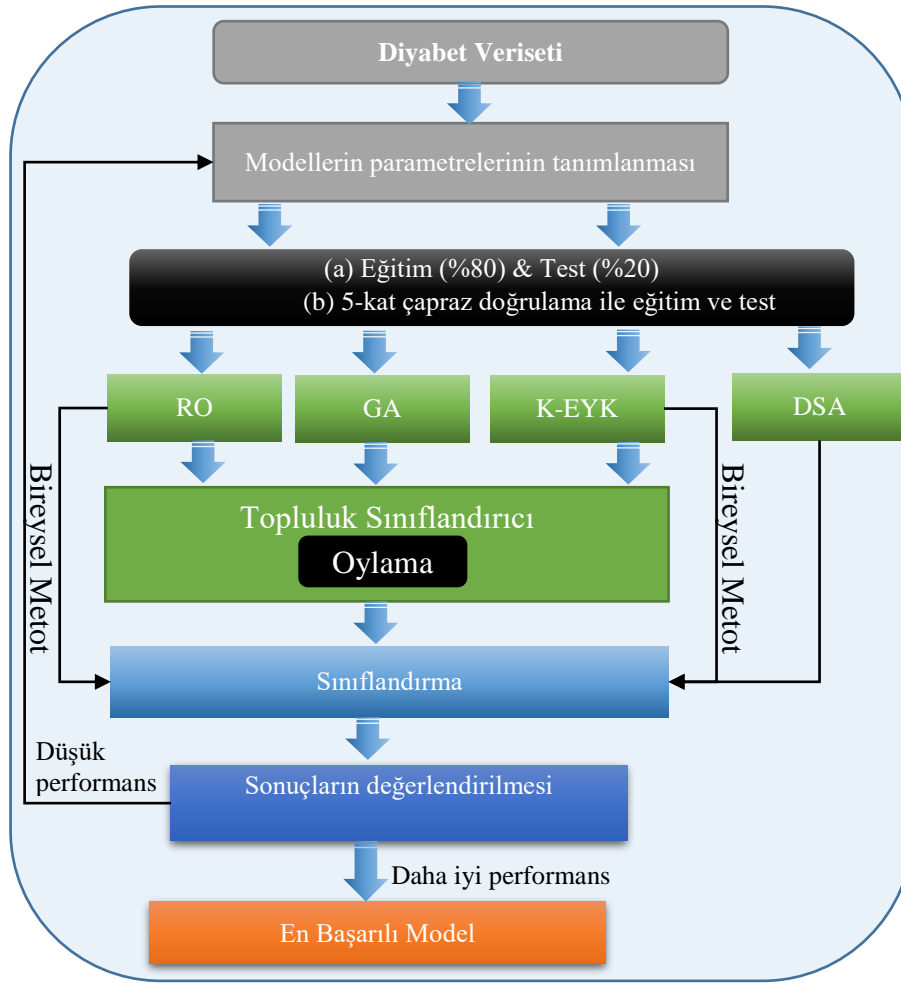 Diyabet Veriseti
Modellerin parametrelerinin tanımlanması
(a) Eğitim (%80) & Test (%20)
(b) 5-kat çapraz doğrulama ile eğitim ve test
RO
GA
K-EYK
DSA
Bireysel Metot
Bireysel Metot
Topluluk Sınıflandırıcı
Oylama
Sınıflandırma
Düşük
performans
Sonuçların değerlendirilmesi
Daha iyi performans
En Başarılı Model